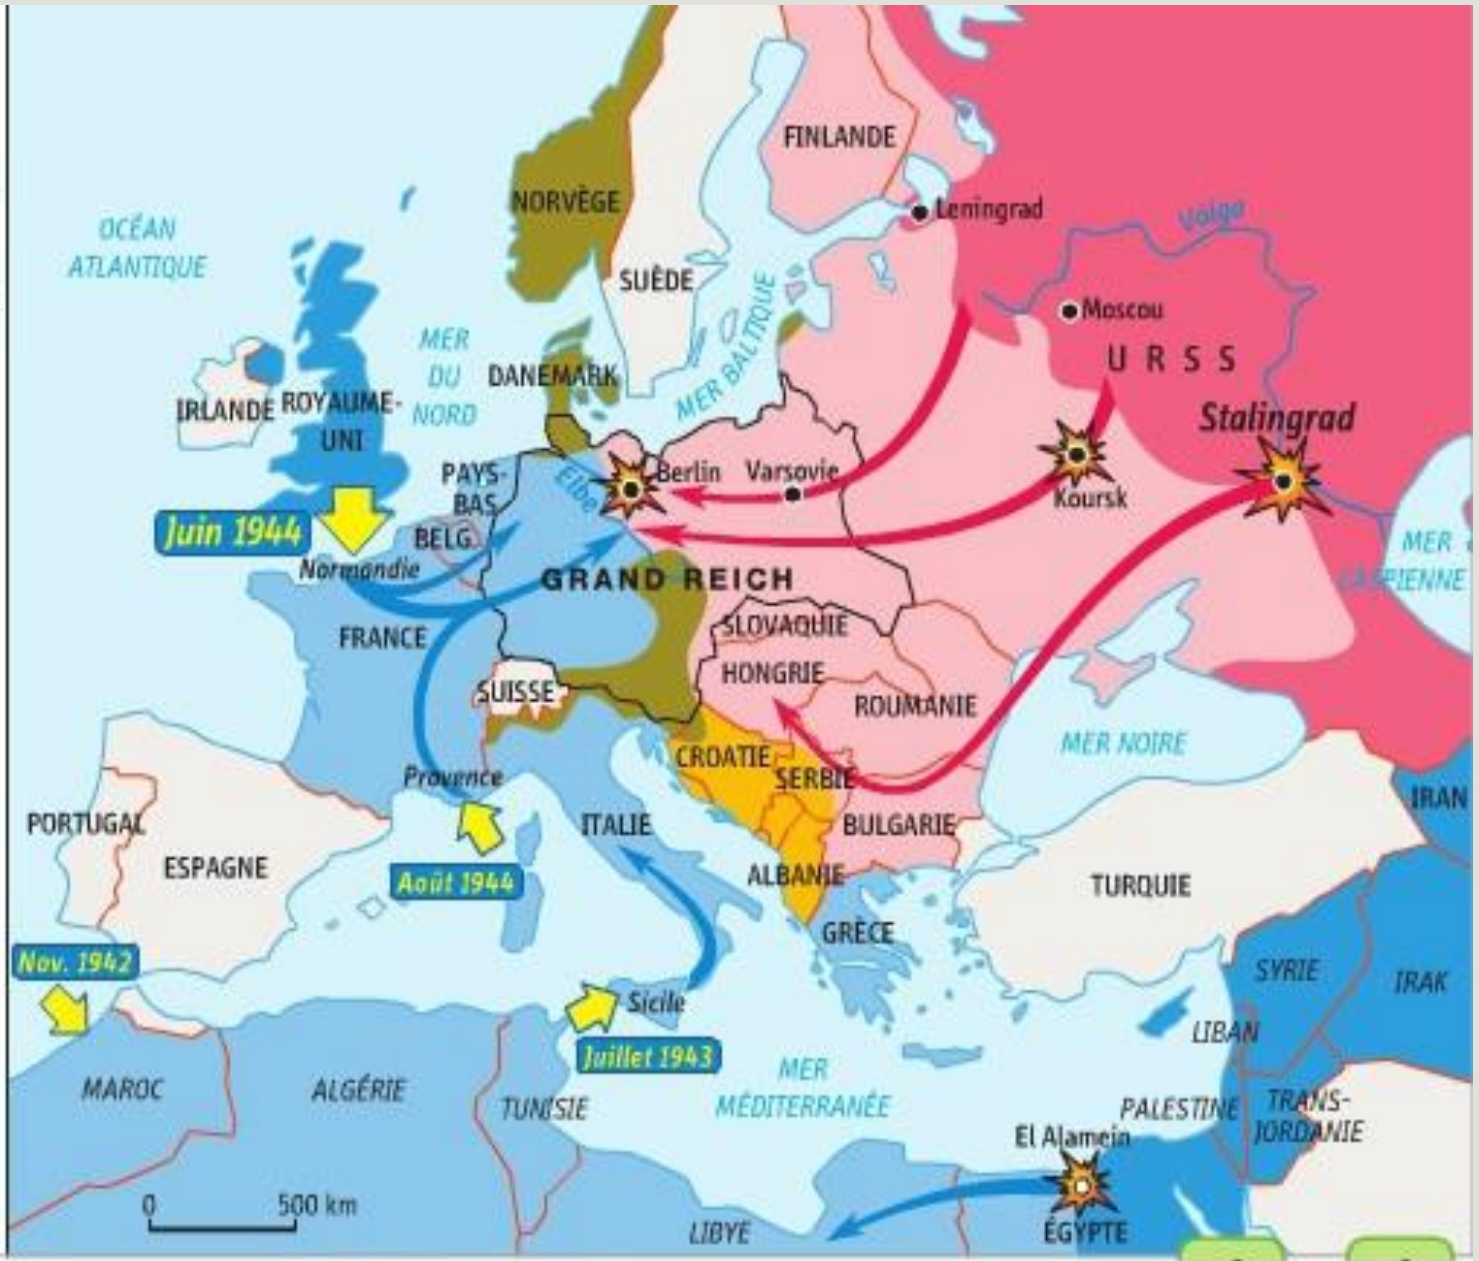 FINLANDE
NORVÈGE
Leningrad
Volga
OCÉAN
ATLANTIQUE
SUÈDE
Moscou
MER
DU
NORD
MER BALTIQUE
U R S S
DANEMARK
IRLANDE
ROYAUME-
UNI
Stalingrad
PAYS-
BAS
Elbe
Berlin
Varsovie
Koursk
Juin 1944
BELG.
MER
CASPIENNE
Normandie
GRAND REICH
FRANCE
SLOVAQUIE
HONGRIE
SUISSE
ROUMANIE
MER NOIRE
CROATIE
SERBIE
Provence
IRAN
PORTUGAL
ITALIE
BULGARIE
ESPAGNE
Août 1944
ALBANIE
TURQUIE
GRÈCE
Nov. 1942
SYRIE
IRAK
Sicile
LIBAN
Juillet 1943
MER
MÉDITERRANÉE
MAROC
ALGÉRIE
TUNISIE
PALESTINE
TRANS-
JORDANIE
El Alamein
0 500 km
LIBYE
ÉGYPTE